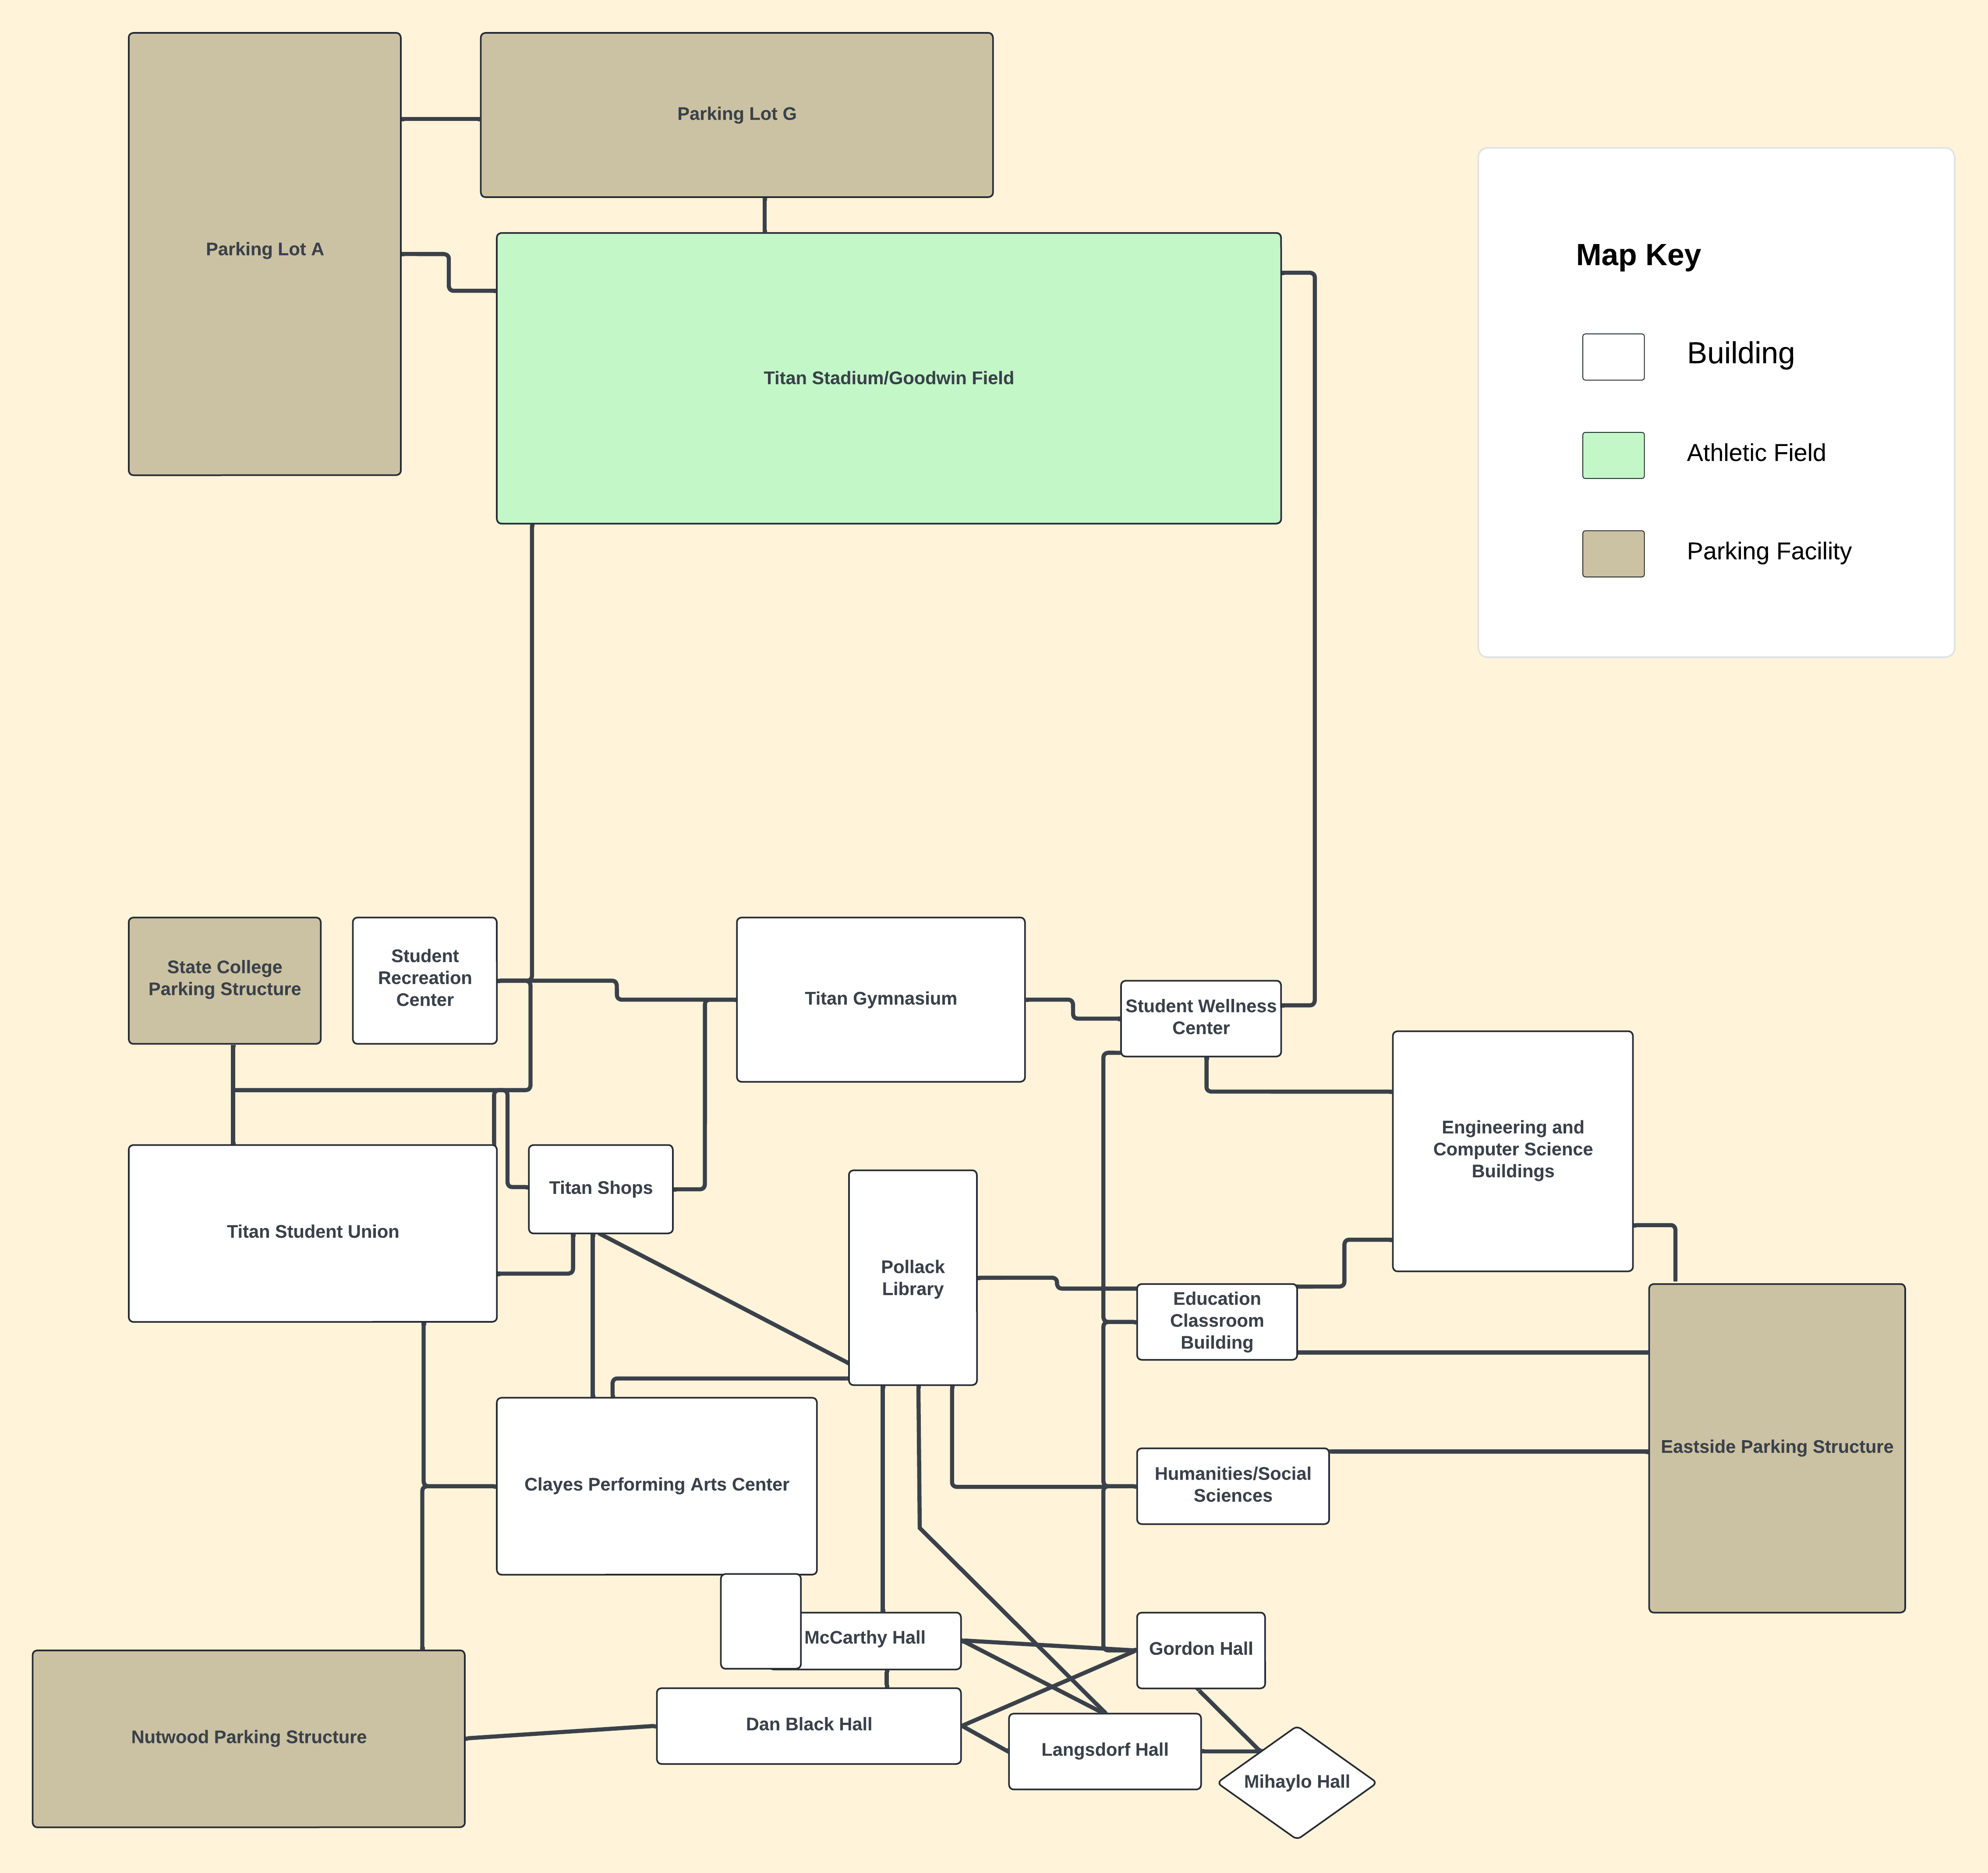 Parking Lot G
Parking Lot A
Map Key
Building
Titan Stadium/Goodwin Field
Athletic Field
Parking Facility
State College
Parking Structure
Student
Recreation
Center
Titan Gymnasium
Student Wellness
Center
Engineering and
Computer Science
Buildings
Titan Shops
Titan Student Union
Pollack
Library
Education
Classroom
Building
Eastside Parking Structure
Clayes Performing Arts Center
Humanities/Social
Sciences
McCarthy Hall
Gordon Hall
Dan Black Hall
Nutwood Parking Structure
Langsdorf Hall
Mihaylo Hall